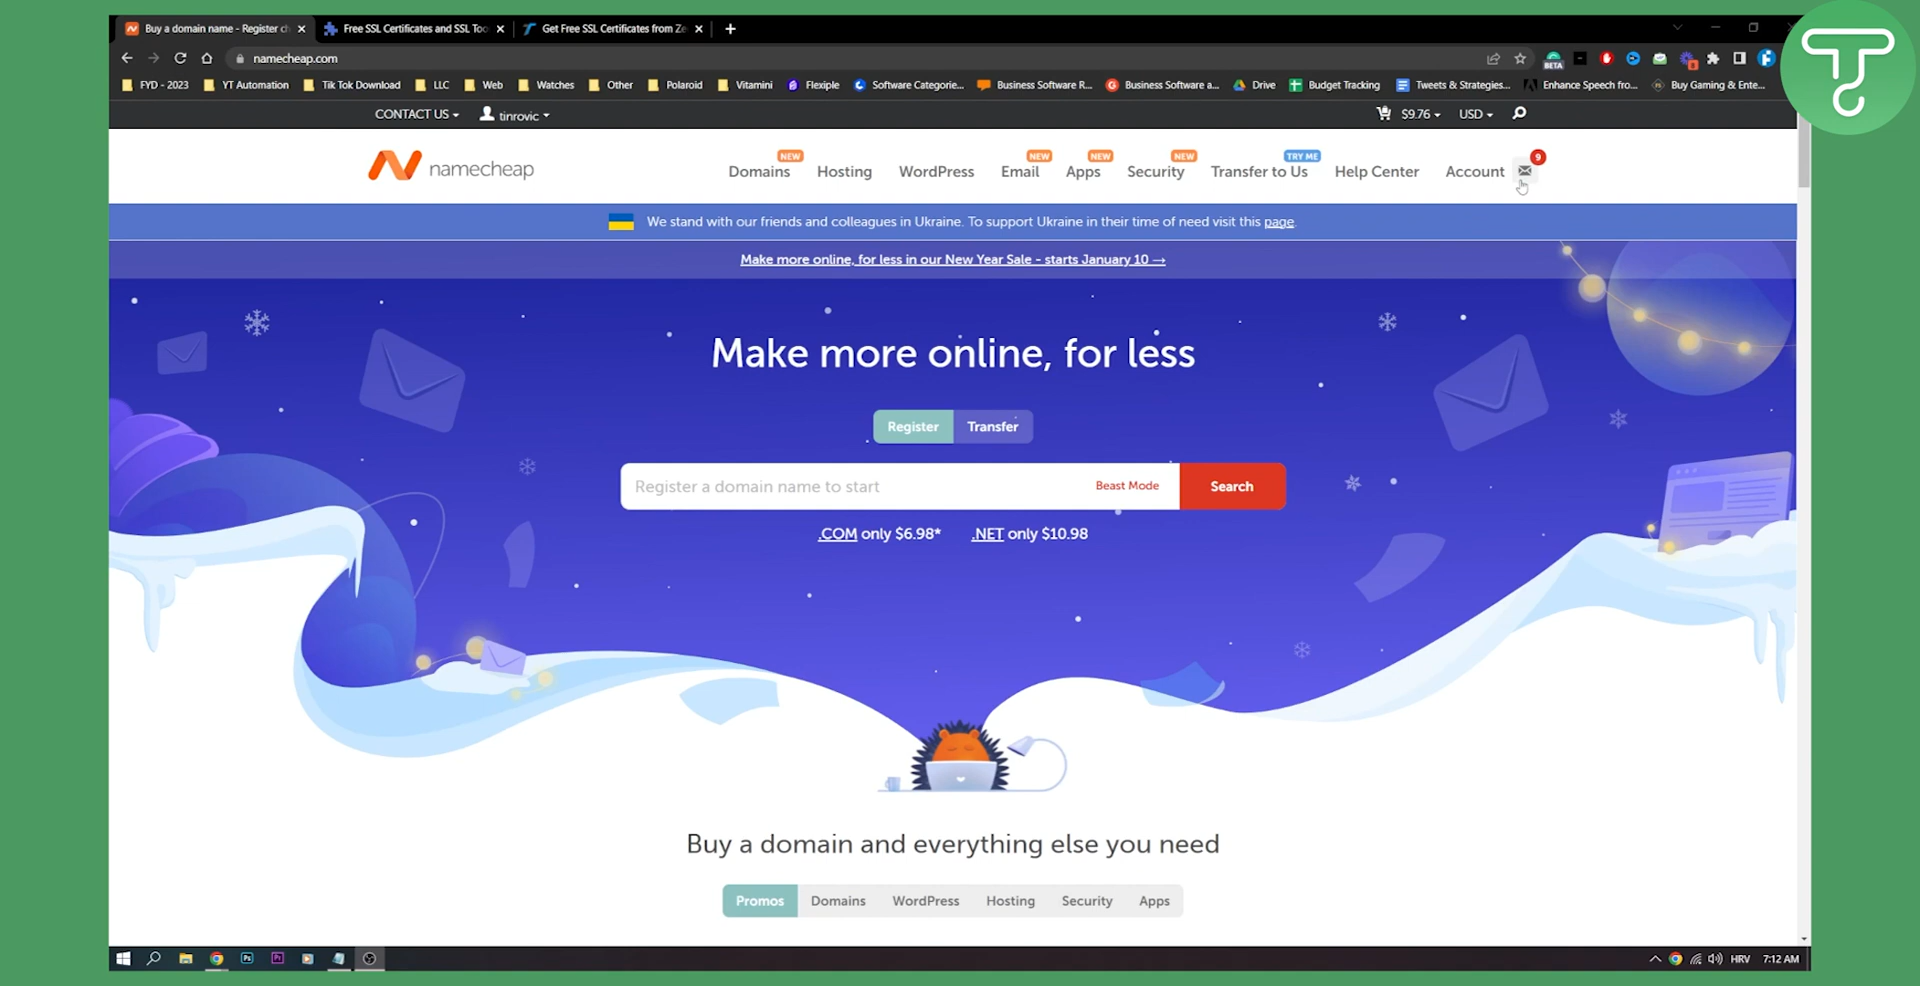 Buy a domain name - Register ch
Free SSL Certificates and SSL Too
Get Free SSL Certificates from Ze
namecheap.com
BETA
FYD - 2023
YT Automation
Tik Tok Download
LLC
Web
Watches
Other
Polaroid
Vitamini
Flexiple
Software Categorie...
Business Software R...
Business Software a...
Drive
Budget Tracking
Tweets & Strategies...
Enhance Speech fro...
Buy Gaming & Ente...
CONTACT US
tinrovic
$9.76
USD
namecheap
NEW
NEW
NEW
NEW
TRY ME
9
Domains
Hosting
WordPress
Email
Apps
Security
Transfer to Us
Help Center
Account
We stand with our friends and colleagues in Ukraine. To support Ukraine in their time of need visit this page.
Make more online, for less in our New Year Sale - starts January 10 →
Make more online, for less
Register
Transfer
Register a domain name to start
Beast Mode
Search
.COM only $6.98*
.NET only $10.98
Buy a domain and everything else you need
Promos
Domains
WordPress
Hosting
Security
Apps
Ps
Pr
HRV
7:12 AM